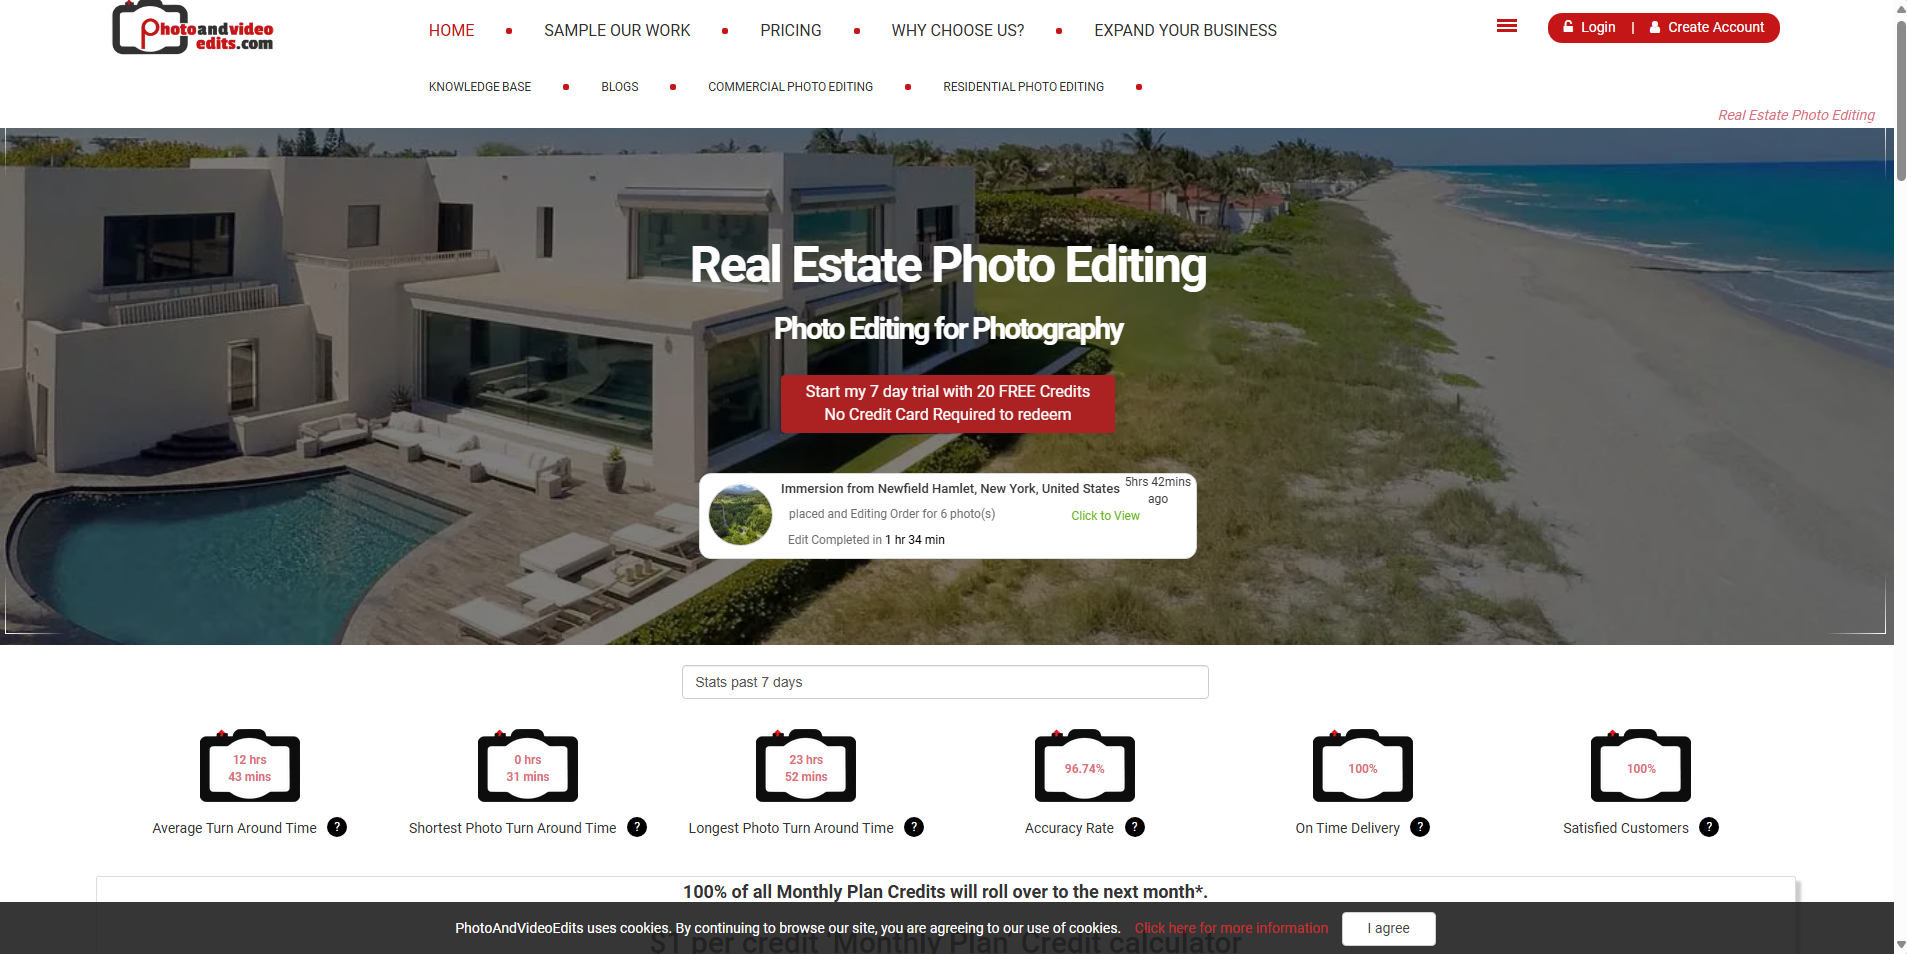 Photoandvideo
edits.com
HOME
SAMPLE OUR WORK
PRICING
WHY CHOOSE US?
EXPAND YOUR BUSINESS
Login | Create Account
KNOWLEDGE BASE
BLOGS
COMMERCIAL PHOTO EDITING
RESIDENTIAL PHOTO EDITING
Real Estate Photo Editing
Real Estate Photo Editing
Photo Editing for Photography
Start my 7 day trial with 20 FREE Credits
No Credit Card Required to redeem
Immersion from Newfield Hamlet, New York, United States
5hrs 42mins
ago
placed and Editing Order for 6 photo(s)
Click to View
Edit Completed in 1 hr 34 min
Stats past 7 days
12 hrs
43 mins
Average Turn Around Time ?
0 hrs
31 mins
Shortest Photo Turn Around Time ?
23 hrs
52 mins
Longest Photo Turn Around Time ?
96.74%
Accuracy Rate ?
100%
On Time Delivery ?
100%
Satisfied Customers ?
100% of all Monthly Plan Credits will roll over to the next month*.
PhotoAndVideoEdits uses cookies. By continuing to browse our site, you are agreeing to our use of cookies. Click here for more information
I agree
$1 per credit 'Monthly Plan' Credit calculator